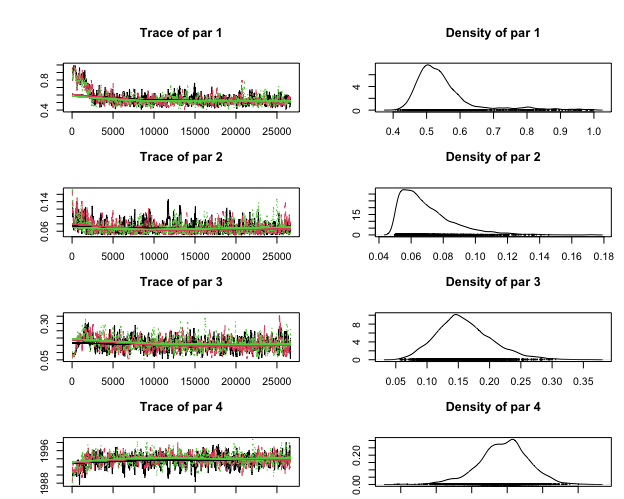 Trace of par 1
Density of par 1
0.4 0.8
0 5000 10000 15000 20000 25000
0 4
0.4 0.5 0.6 0.7 0.8 0.9 1.0
Trace of par 2
Density of par 2
0.06 0.14
0 5000 10000 15000 20000 25000
0 15
0.04 0.06 0.08 0.10 0.12 0.14 0.16 0.18
Trace of par 3
Density of par 3
0.05 0.30
0 5000 10000 15000 20000 25000
0 4 8
0.05 0.10 0.15 0.20 0.25 0.30 0.35
Trace of par 4
Density of par 4
1988 1996
0.00 0.20